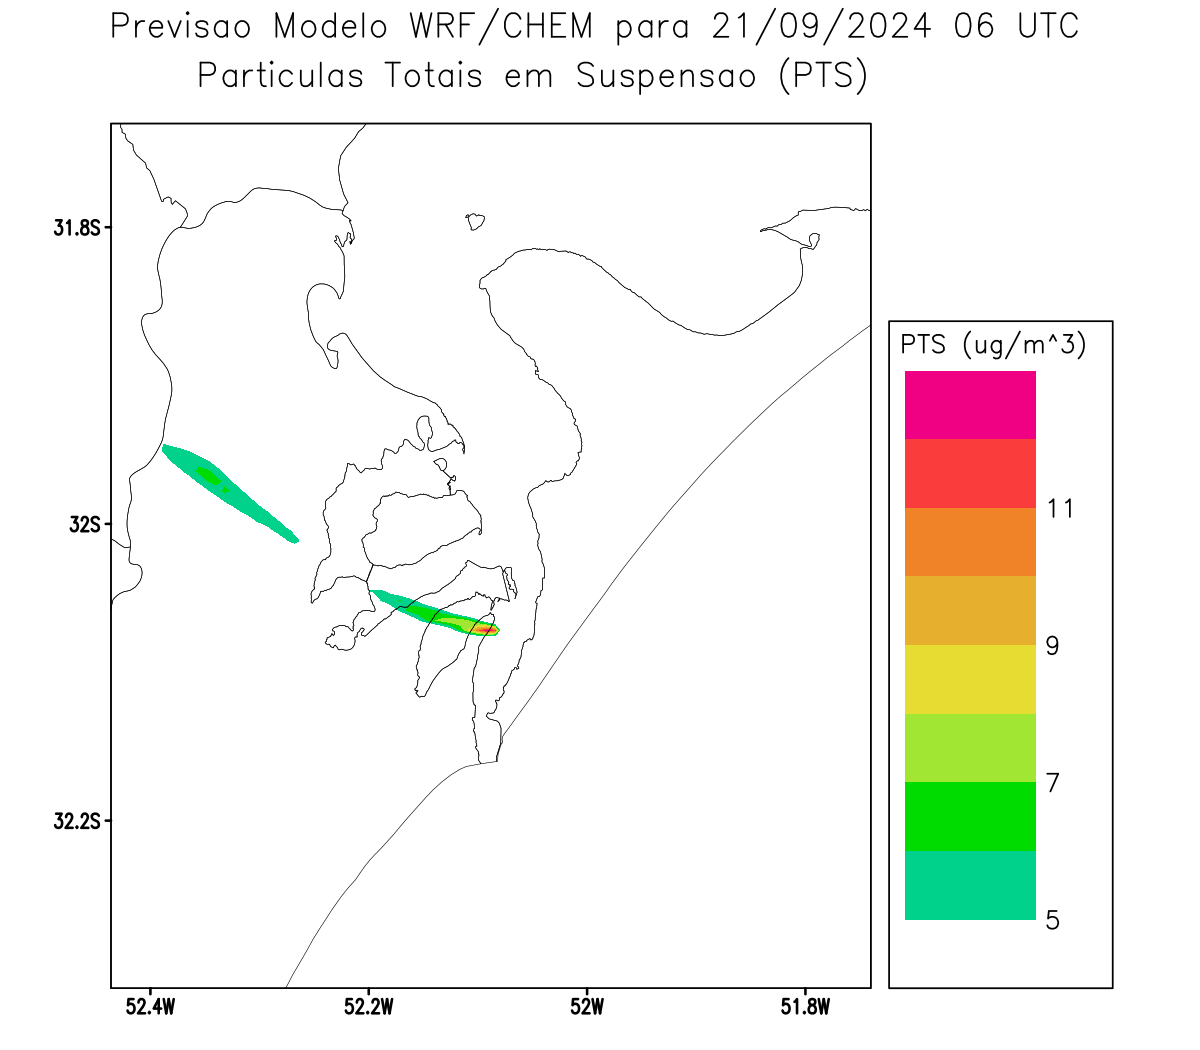 Previsao Modelo WRF/CHEM para 21/09/2024 06 UTC
Particulas Totais em Suspensao (PTS)
31.8S
32S
32.2S
52.4W 52.2W 52W 51.8W
PTS (ug/m^3)
11
9
7
5